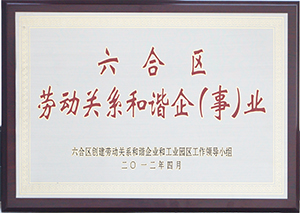 六合区
劳动关系和谐企(事)业
六合区创建劳动关系和谐企业和工业园区工作领导小组
二〇一二年四月